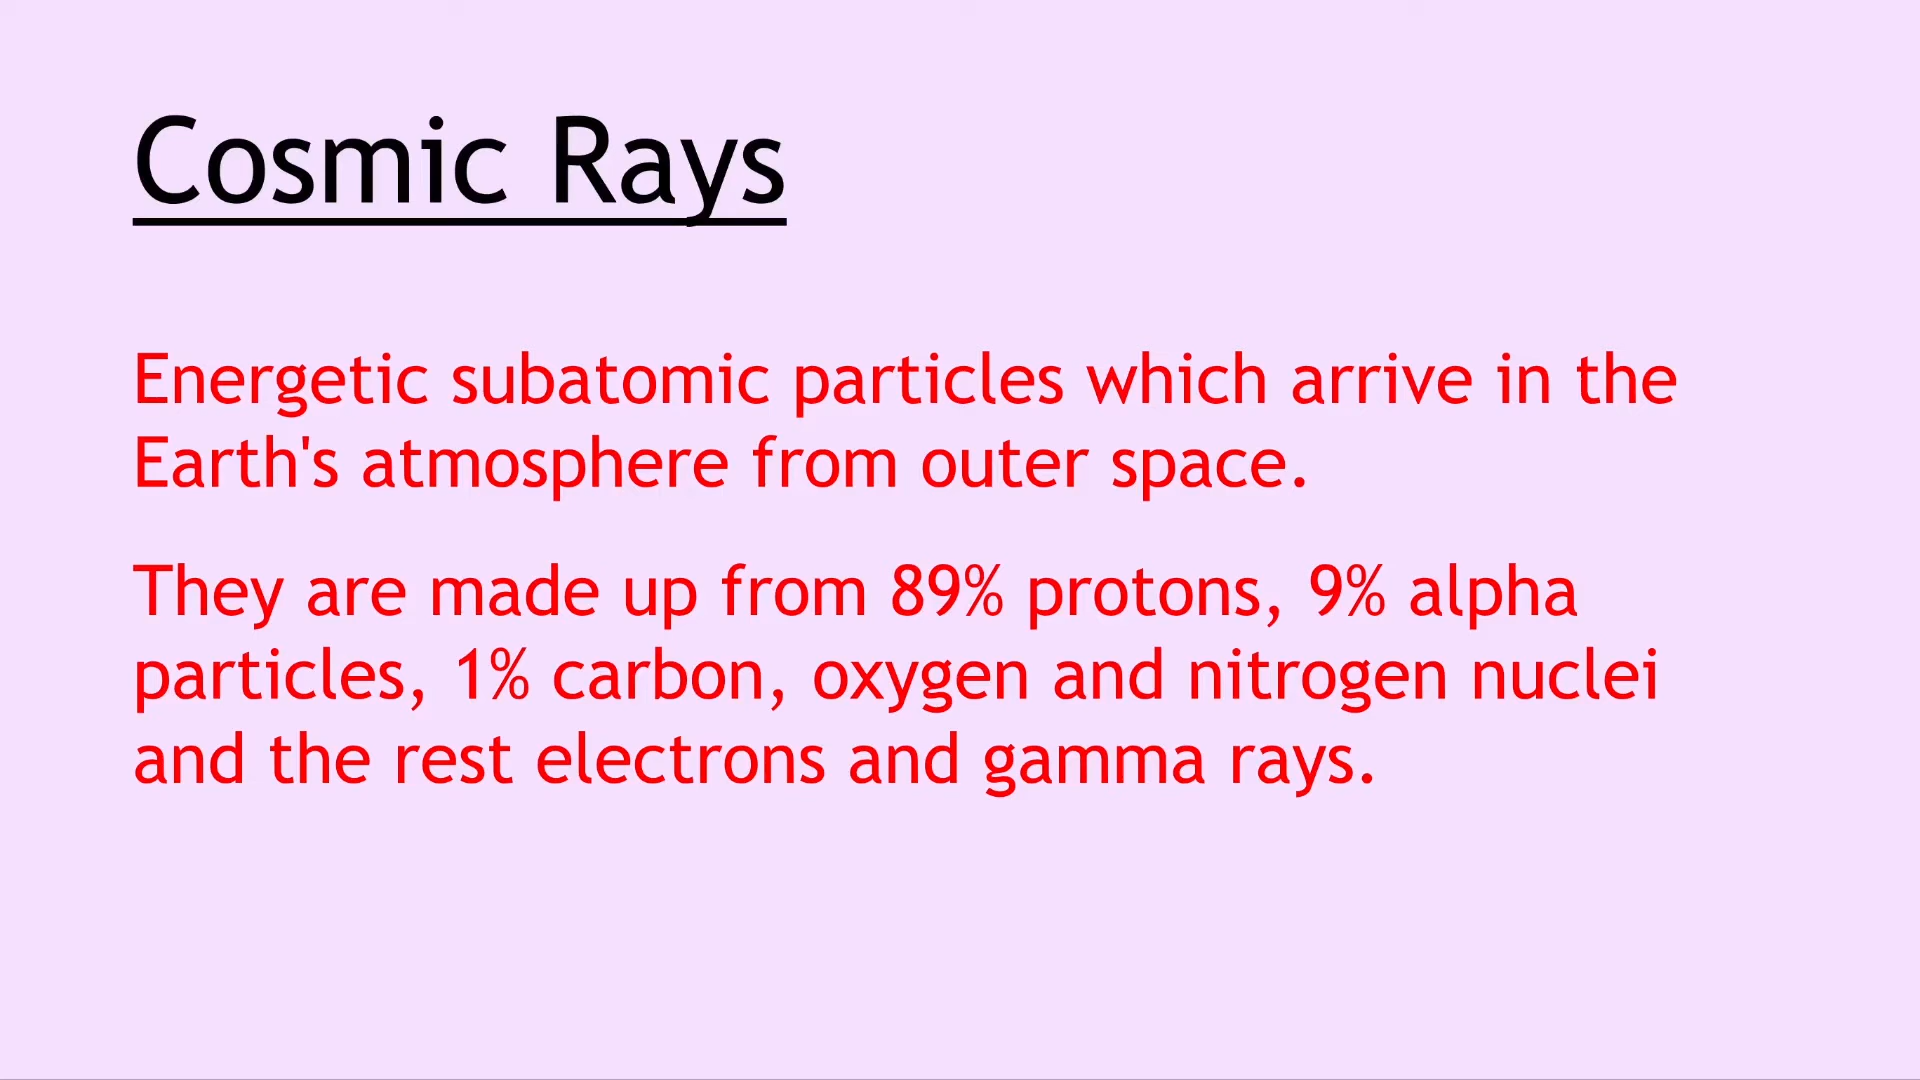 Cosmic Rays
Energetic subatomic particles which arrive in the
Earth's atmosphere from outer space.
They are made up from 89% protons, 9% alpha
particles, 1% carbon, oxygen and nitrogen nuclei
and the rest electrons and gamma rays.